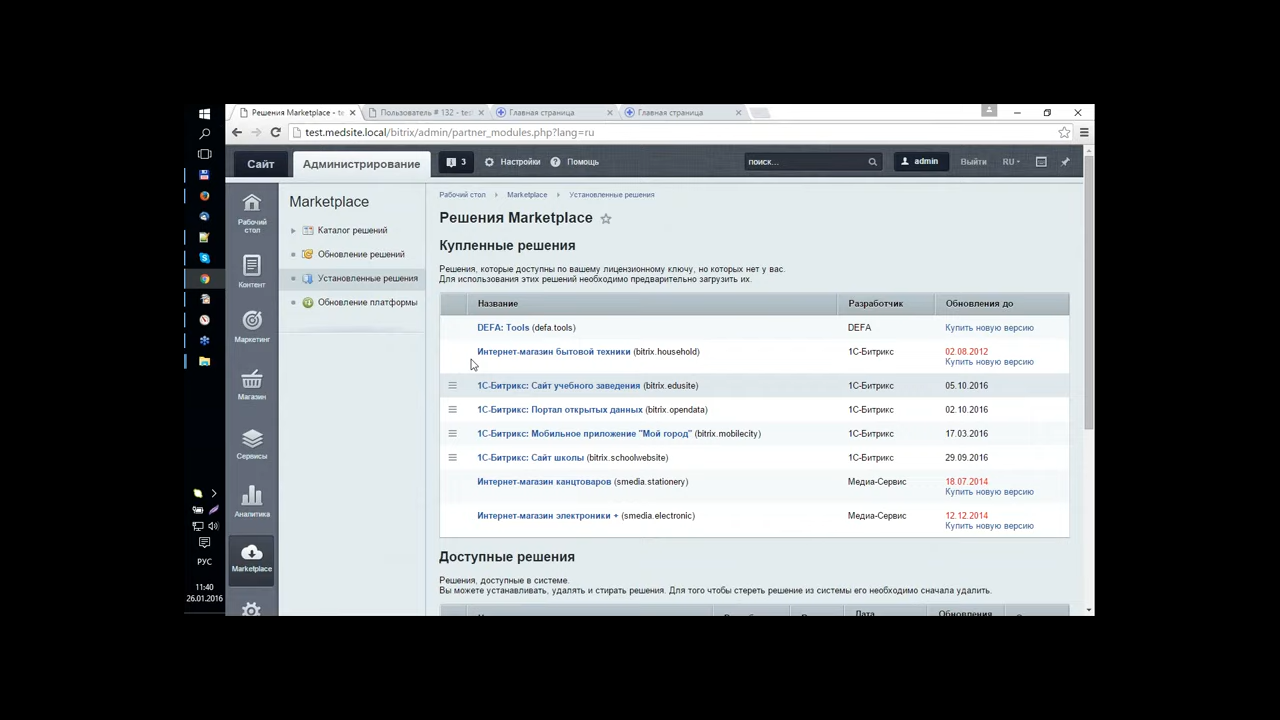 Решения Marketplace - te
Пользователь # 132 - tes
Главная страница
Главная страница
test.medsite.local/bitrix/admin/partner_modules.php?lang=ru
Сайт
Администрирование
3
Настройки
Помощь
поиск...
admin
Выйти
RU
Рабочий стол
Контент
Маркетинг
Магазин
Сервисы
Аналитика
Marketplace
Marketplace
Каталог решений
Обновление решений
Установленные решения
Обновление платформы
Рабочий стол Marketplace Установленные решения
Решения Marketplace
Купленные решения
Решения, которые доступны по вашему лицензионному ключу, но которых нет у вас.
Для использования этих решений необходимо предварительно загрузить их.
Название Разработчик Обновления до
DEFA: Tools (defa.tools) DEFA Купить новую версию
Интернет-магазин бытовой техники (bitrix.household) 1С-Битрикс 02.08.2012
Купить новую версию
1С-Битрикс: Сайт учебного заведения (bitrix.edusite) 1С-Битрикс 05.10.2016
1С-Битрикс: Портал открытых данных (bitrix.opendata) 1С-Битрикс 02.10.2016
1С-Битрикс: Мобильное приложение "Мой город" (bitrix.mobilecity) 1С-Битрикс 17.03.2016
1С-Битрикс: Сайт школы (bitrix.schoolwebsite) 1С-Битрикс 29.09.2016
Интернет-магазин канцтоваров (smedia.stationery) Медиа-Сервис 18.07.2014
Купить новую версию
Интернет-магазин электроники + (smedia.electronic) Медиа-Сервис 12.12.2014
Купить новую версию
Доступные решения
Решения, доступные в системе.
Вы можете устанавливать, удалять и стирать решения. Для того чтобы стереть решение из системы его необходимо сначала удалить.
Дата Обновления
РУС
11:40
26.01.2016